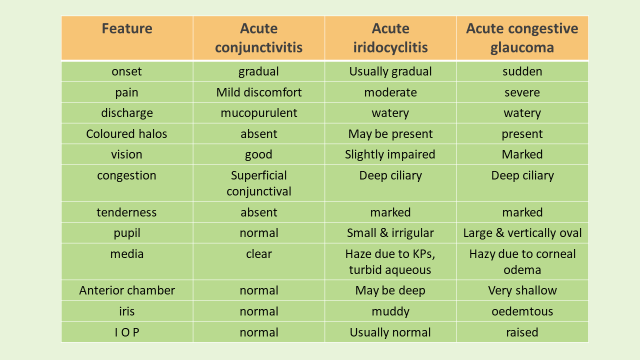 Feature Acute conjunctivitis Acute iridocyclitis Acute congestive glaucoma
onset gradual Usually gradual sudden
pain Mild discomfort moderate severe
discharge mucopurulent watery watery
Coloured halos absent May be present present
vision good Slightly impaired Marked
congestion Superficial conjunctival Deep ciliary Deep ciliary
tenderness absent marked marked
pupil normal Small & irrigular Large & vertically oval
media clear Haze due to KPs, turbid aqueous Hazy due to corneal odema
Anterior chamber normal May be deep Very shallow
iris normal muddy oedemtous
I O P normal Usually normal raised